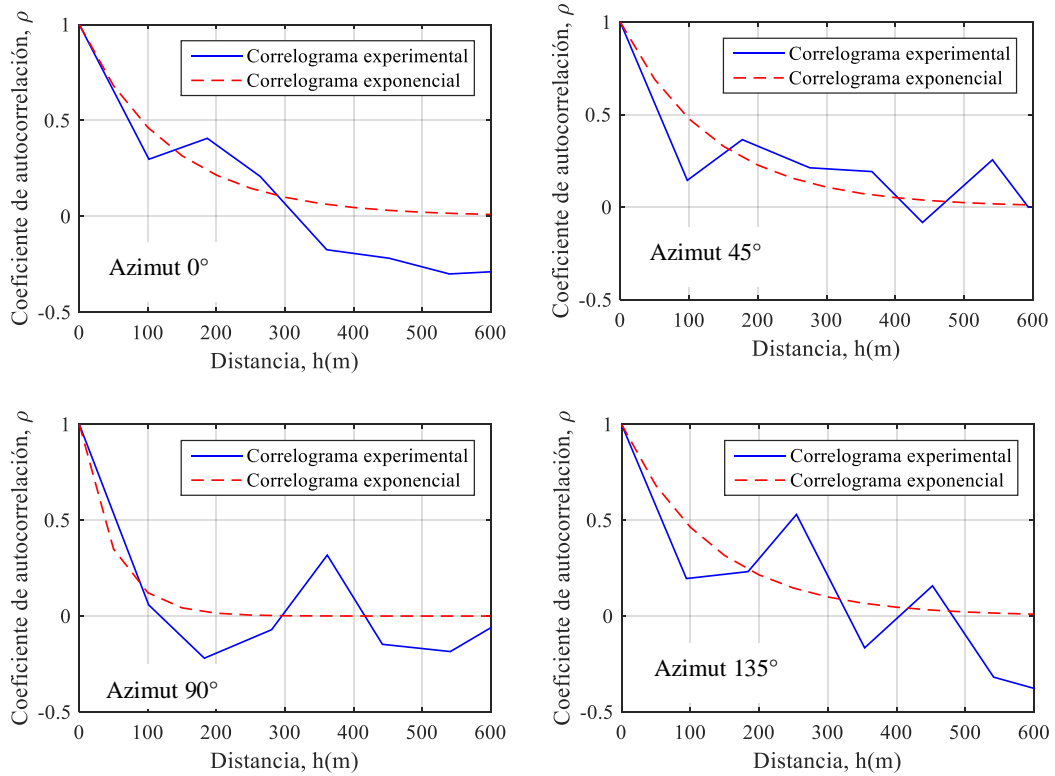 Coeficiente de autocorrelación, ρ
1
0.5
0
-0.5
Correlograma experimental
Correlograma exponencial
Azimut 0°
0 100 200 300 400 500 600
Distancia, h(m)
Coeficiente de autocorrelación, ρ
1
0.5
0
-0.5
Correlograma experimental
Correlograma exponencial
Azimut 45°
0 100 200 300 400 500 600
Distancia, h(m)
Coeficiente de autocorrelación, ρ
1
0.5
0
-0.5
Correlograma experimental
Correlograma exponencial
Azimut 90°
0 100 200 300 400 500 600
Distancia, h(m)
Coeficiente de autocorrelación, ρ
1
0.5
0
-0.5
Correlograma experimental
Correlograma exponencial
Azimut 135°
0 100 200 300 400 500 600
Distancia, h(m)